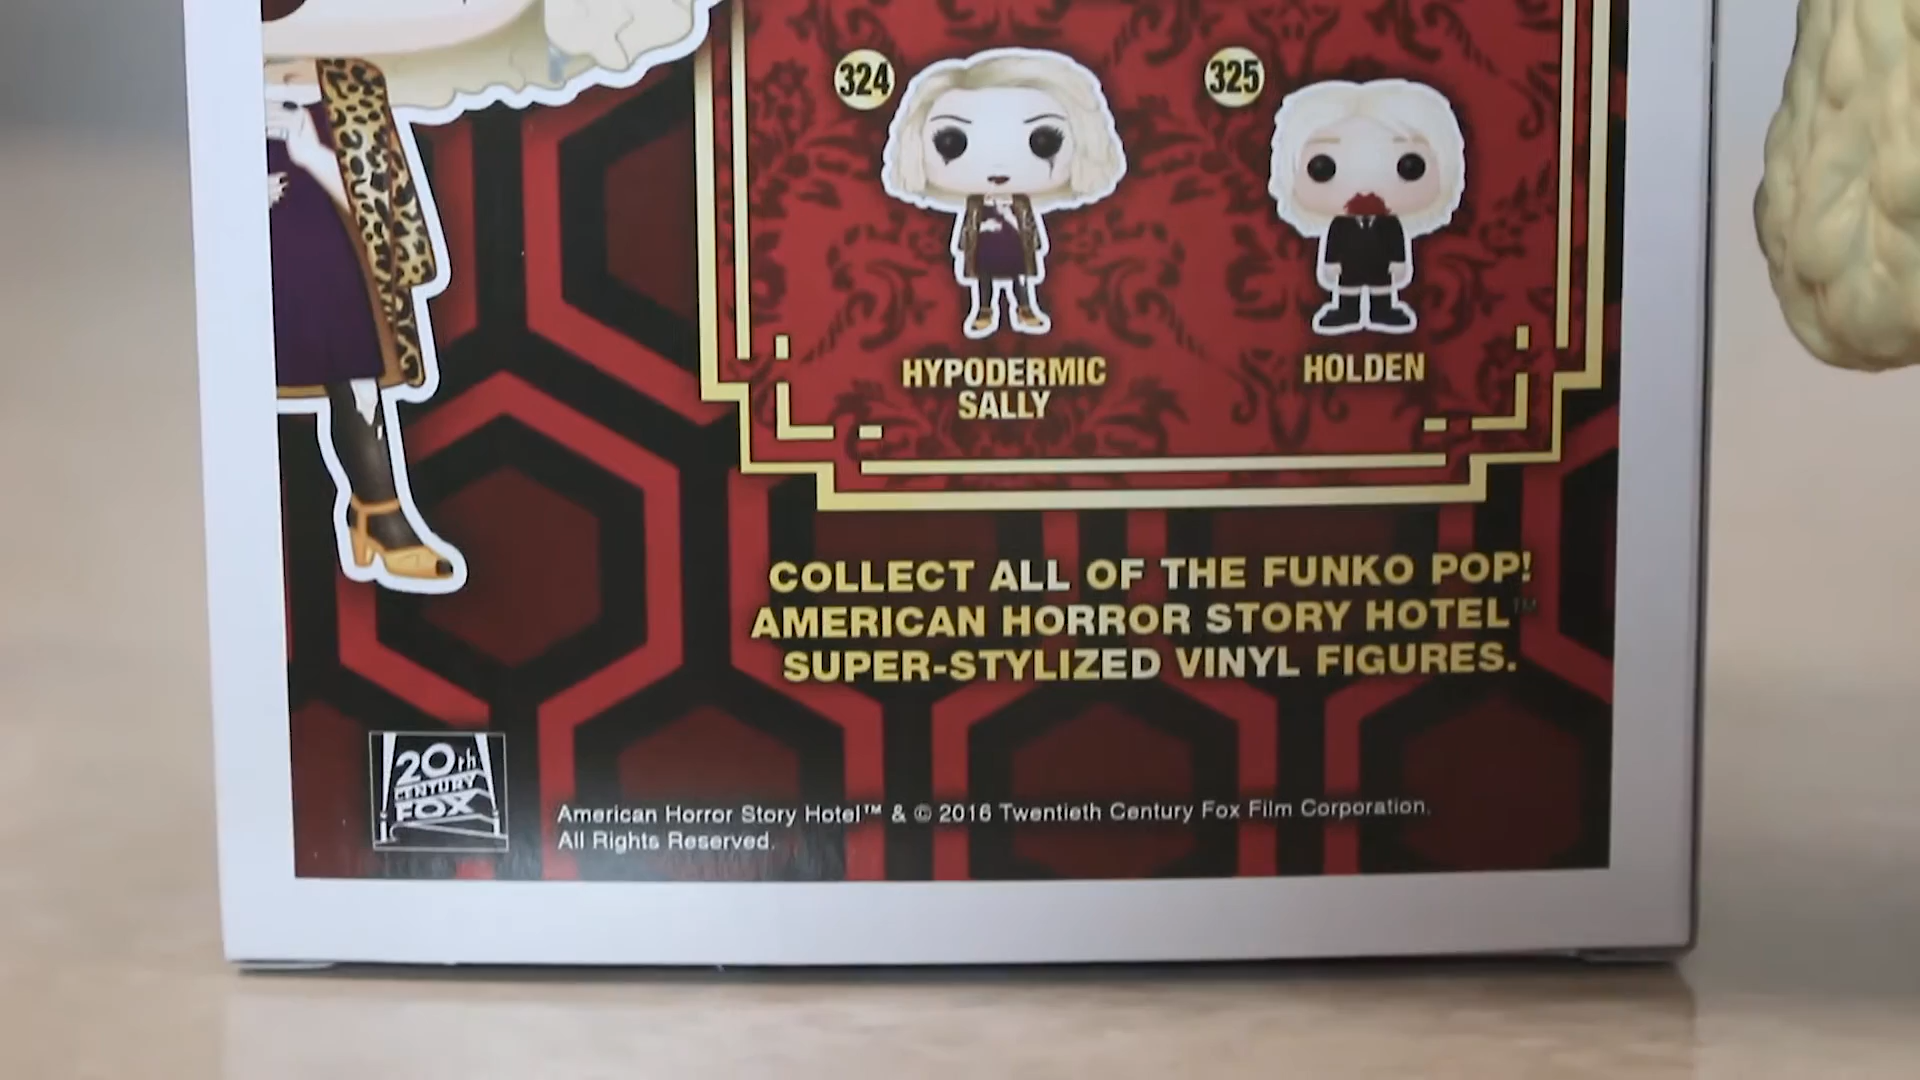 324
325
HYPODERMIC
SALLY
HOLDEN
COLLECT ALL OF THE FUNKO POP!
AMERICAN HORROR STORY HOTEL™
SUPER-STYLIZED VINYL FIGURES.
20th
CENTURY
FOX
American Horror Story Hotel™ & © 2016 Twentieth Century Fox Film Corporation.
All Rights Reserved.